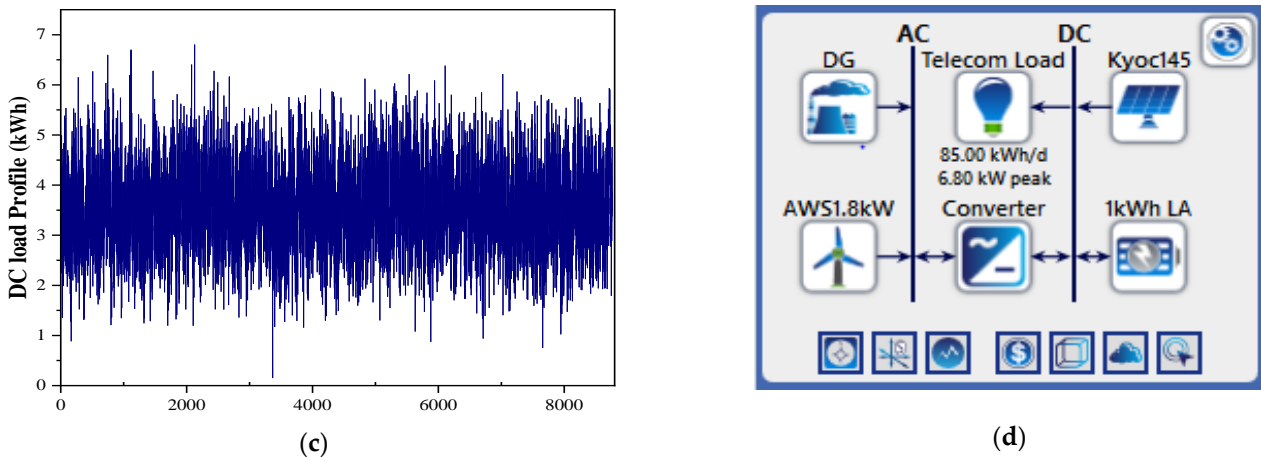 DC load Profile (kWh)
7
6
5
4
3
2
1
0
0 2000 4000 6000 8000
(c)
AC DC
DG Telecom Load Kyoc145
85.00 kWh/d
6.80 kW peak
AWS1.8kW Converter 1kWh LA
(d)